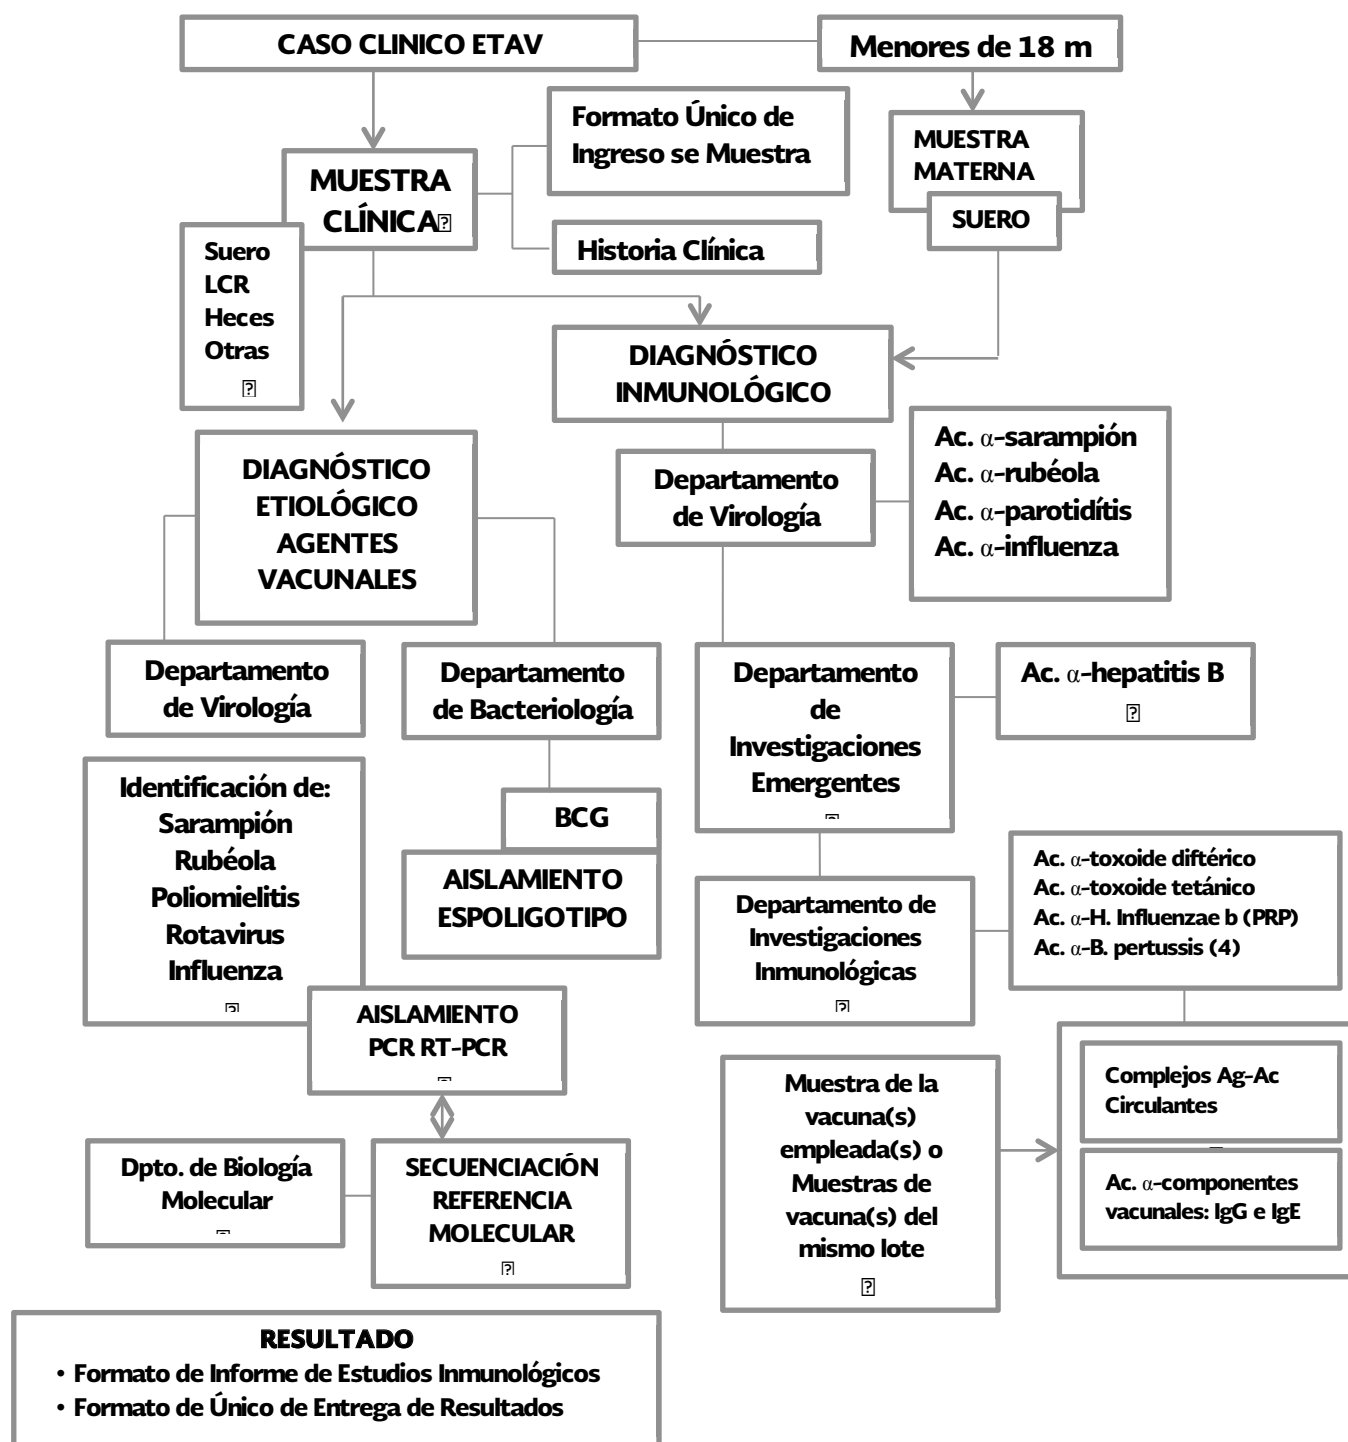 CASO CLINICO ETAV
Menores de 18 m
Formato Único de
Ingreso se Muestra
MUESTRA
MATERNA
SUERO
MUESTRA
CLÍNICA
Historia Clínica
Suero
LCR
Heces
Otras
DIAGNÓSTICO
INMUNOLÓGICO
DIAGNÓSTICO
ETIOLÓGICO
AGENTES
VACUNALES
Departamento
de Virología
Ac. α-sarampión
Ac. α-rubéola
Ac. α-parotidítis
Ac. α-influenza
Departamento
de Virología
Departamento
de Bacteriología
Departamento
de
Investigaciones
Emergentes
Ac. α-hepatitis B
Identificación de:
Sarampión
Rubéola
Poliomielitis
Rotavirus
Influenza
BCG
AISLAMIENTO
ESPOLIGOTIPO
Departamento de
Investigaciones
Inmunológicas
Ac. α-toxoide diftérico
Ac. α-toxoide tetánico
Ac. α-H. Influenzae b (PRP)
Ac. α-B. pertussis (4)
AISLAMIENTO
PCR RT-PCR
Muestra de la
vacuna(s)
empleada(s) o
Muestras de
vacuna(s) del
mismo lote
Complejos Ag-Ac
Circulantes
Ac. α-componentes
vacunales: IgG e IgE
Dpto. de Biología
Molecular
SECUENCIACIÓN
REFERENCIA
MOLECULAR
RESULTADO
• Formato de Informe de Estudios Inmunológicos
• Formato de Único de Entrega de Resultados